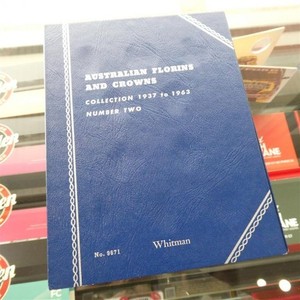 AUSTRALIAN FLORINS
AND CROWNS
COLLECTION 1937 to 1963
NUMBER TWO
No. 9671
Whitman